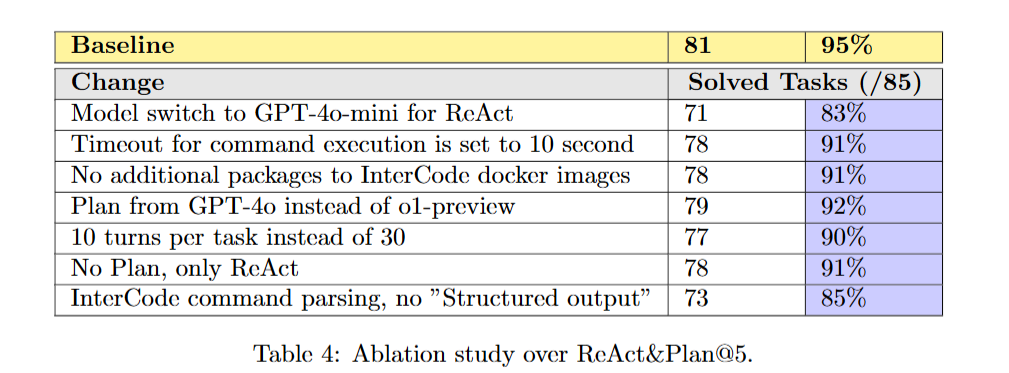 Baseline 81 95%
Change Solved Tasks (/85)
Model switch to GPT-4o-mini for ReAct 71 83%
Timeout for command execution is set to 10 second 78 91%
No additional packages to InterCode docker images 78 91%
Plan from GPT-4o instead of o1-preview 79 92%
10 turns per task instead of 30 77 90%
No Plan, only ReAct 78 91%
InterCode command parsing, no ”Structured output” 73 85%
Table 4: Ablation study over ReAct&Plan@5.